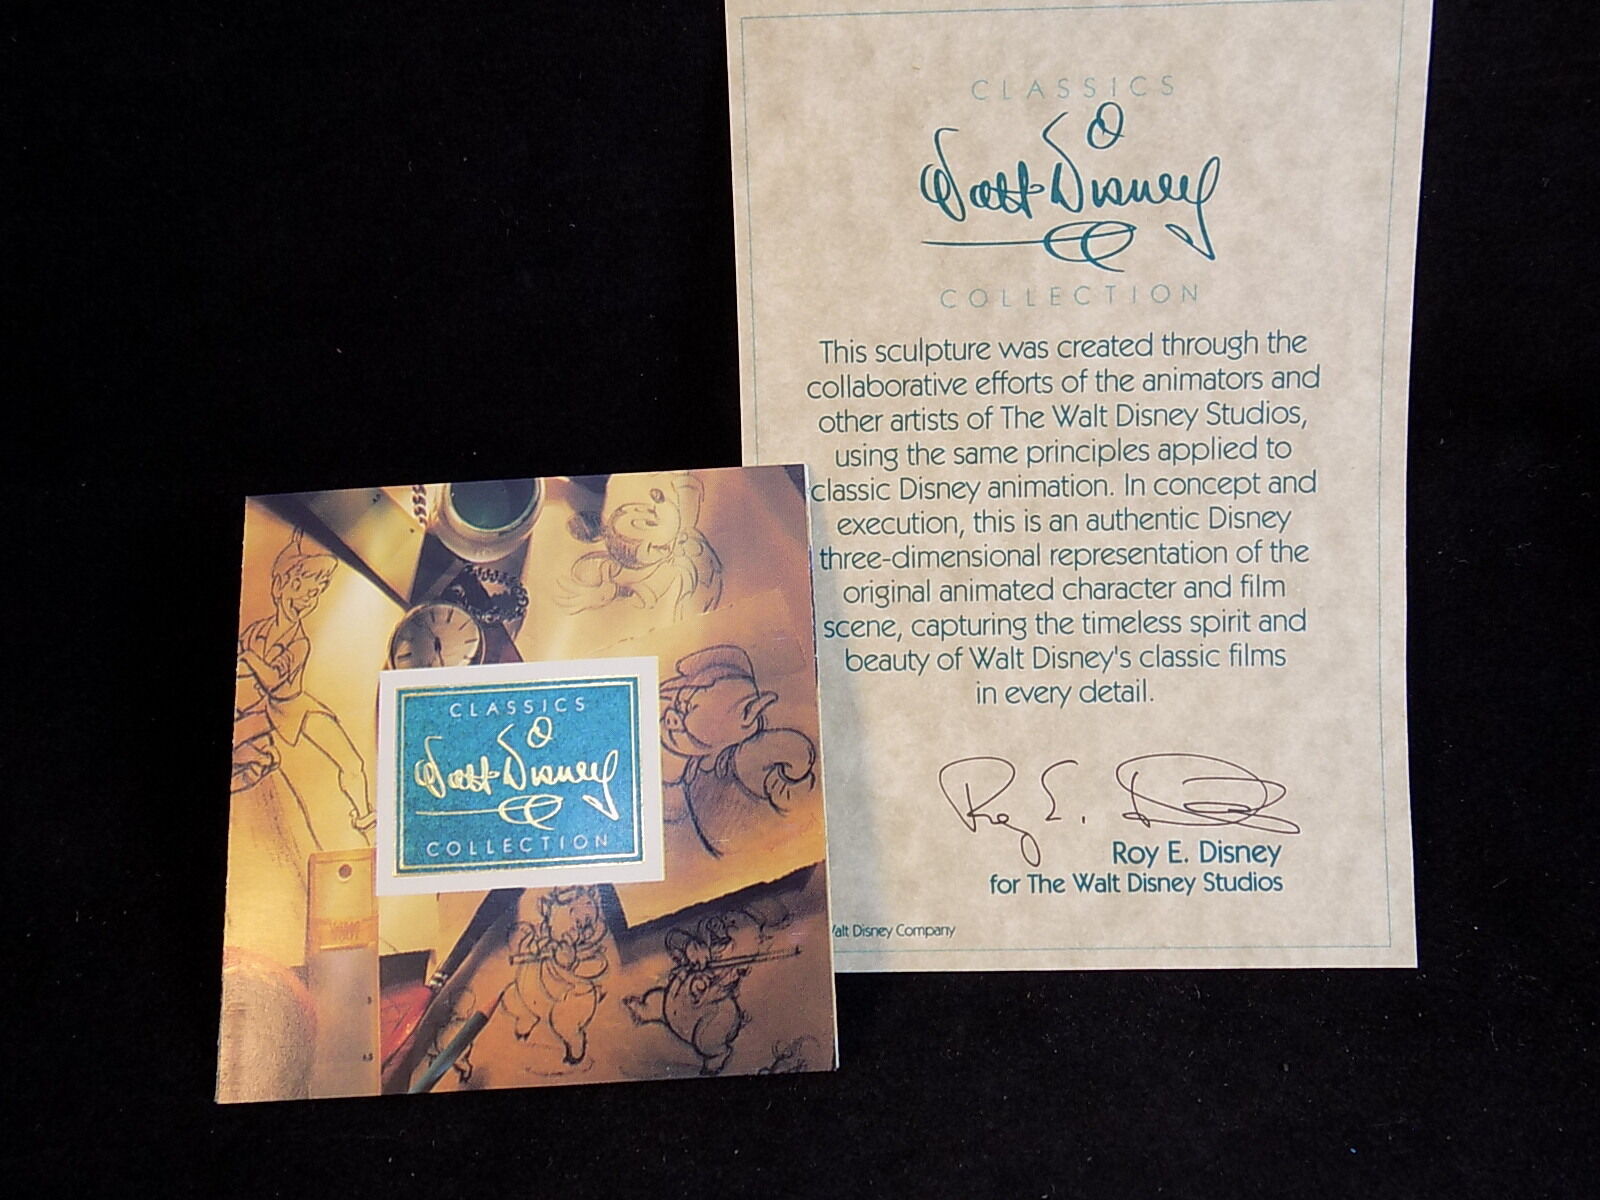 CLASSICS
Walt Disney
COLLECTION
This sculpture was created through the
collaborative efforts of the animators and
other artists of The Walt Disney Studios,
using the same principles applied to
classic Disney animation. In concept and
execution, this is an authentic Disney
three-dimensional representation of the
original animated character and film
scene, capturing the timeless spirit and
beauty of Walt Disney's classic films
in every detail.
Roy E. Disney
Roy E. Disney
for The Walt Disney Studios
alt Disney Company
CLASSICS
Walt Disney
COLLECTION